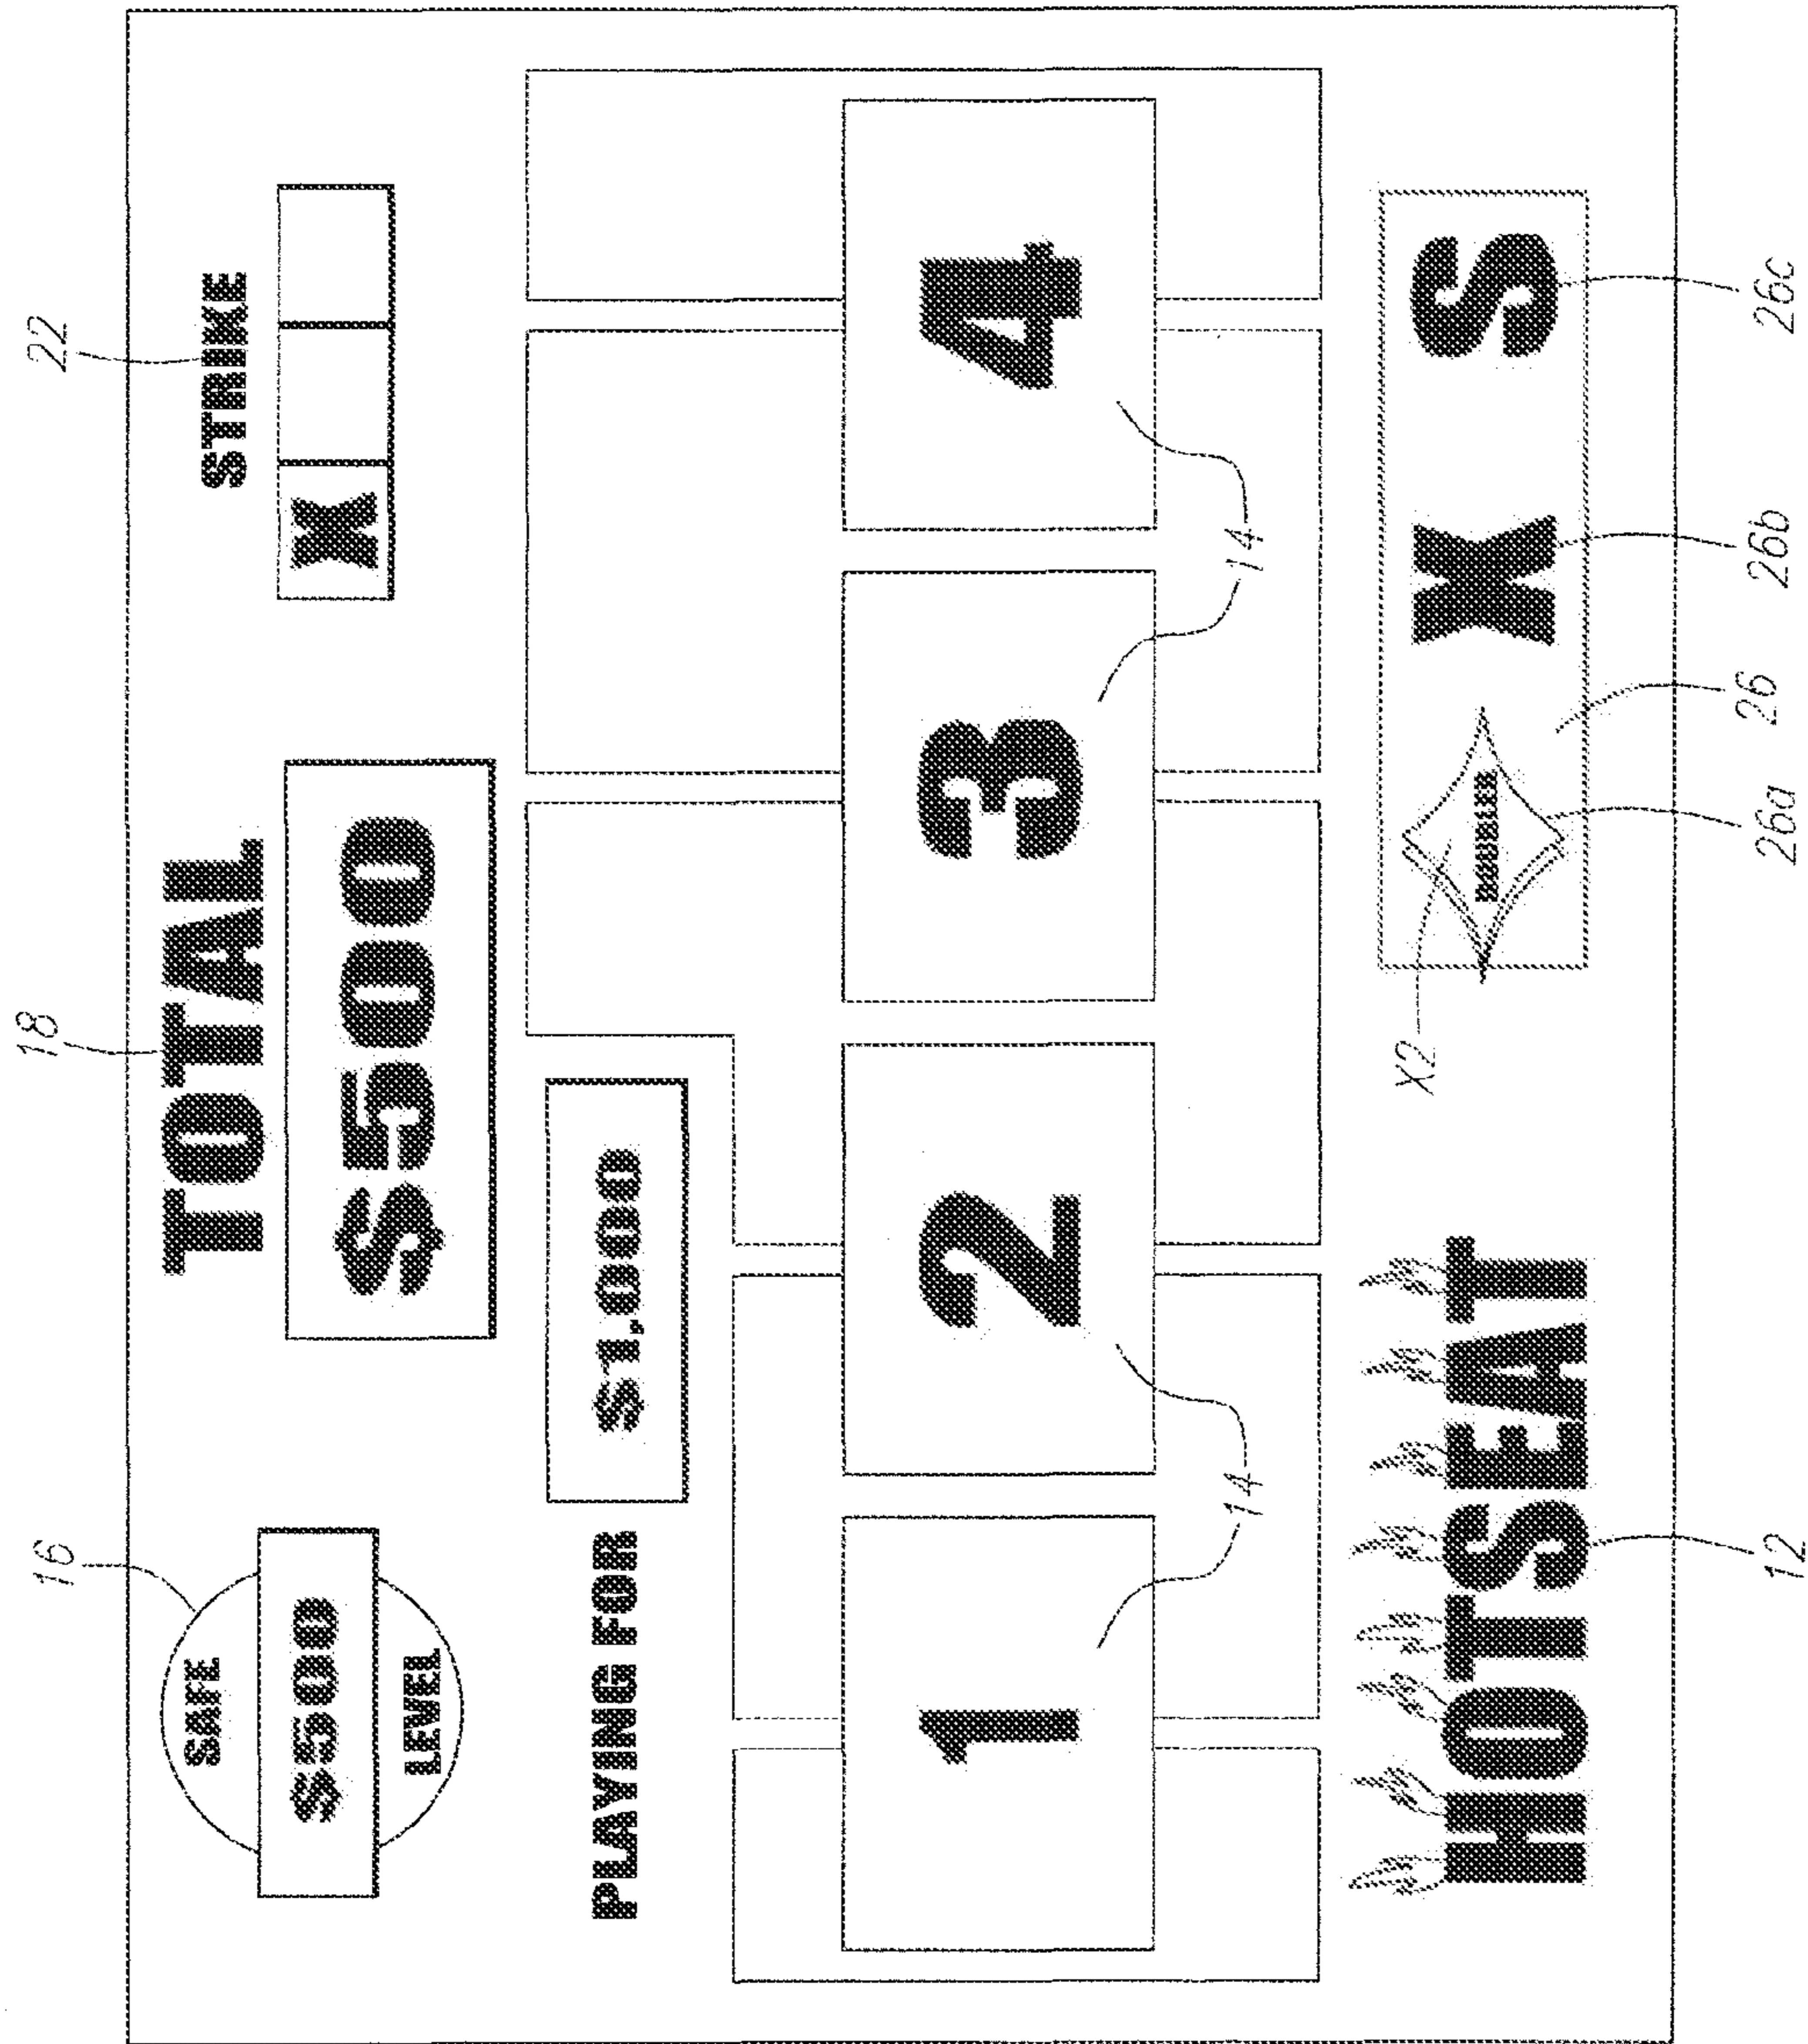 16
18
22
SAFE
$500
LEVEL
TOTAL
$500
STRIKE
X
PLAYING FOR
$1,000
1
2
3
4
14
14
HOTSEAT
DOUBLER
X
S
12
X2
26a
26
26b
26c